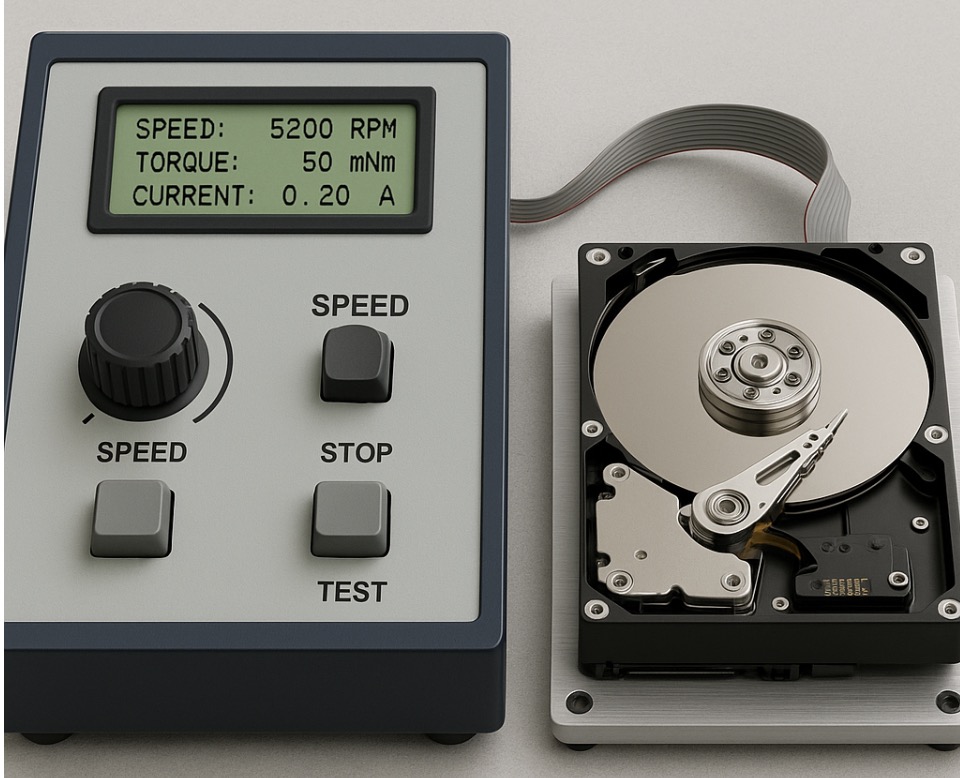 SPEED: 5200 RPM
TORQUE: 50 mNm
CURRENT: 0.20 A
SPEED
SPEED
STOP
TEST